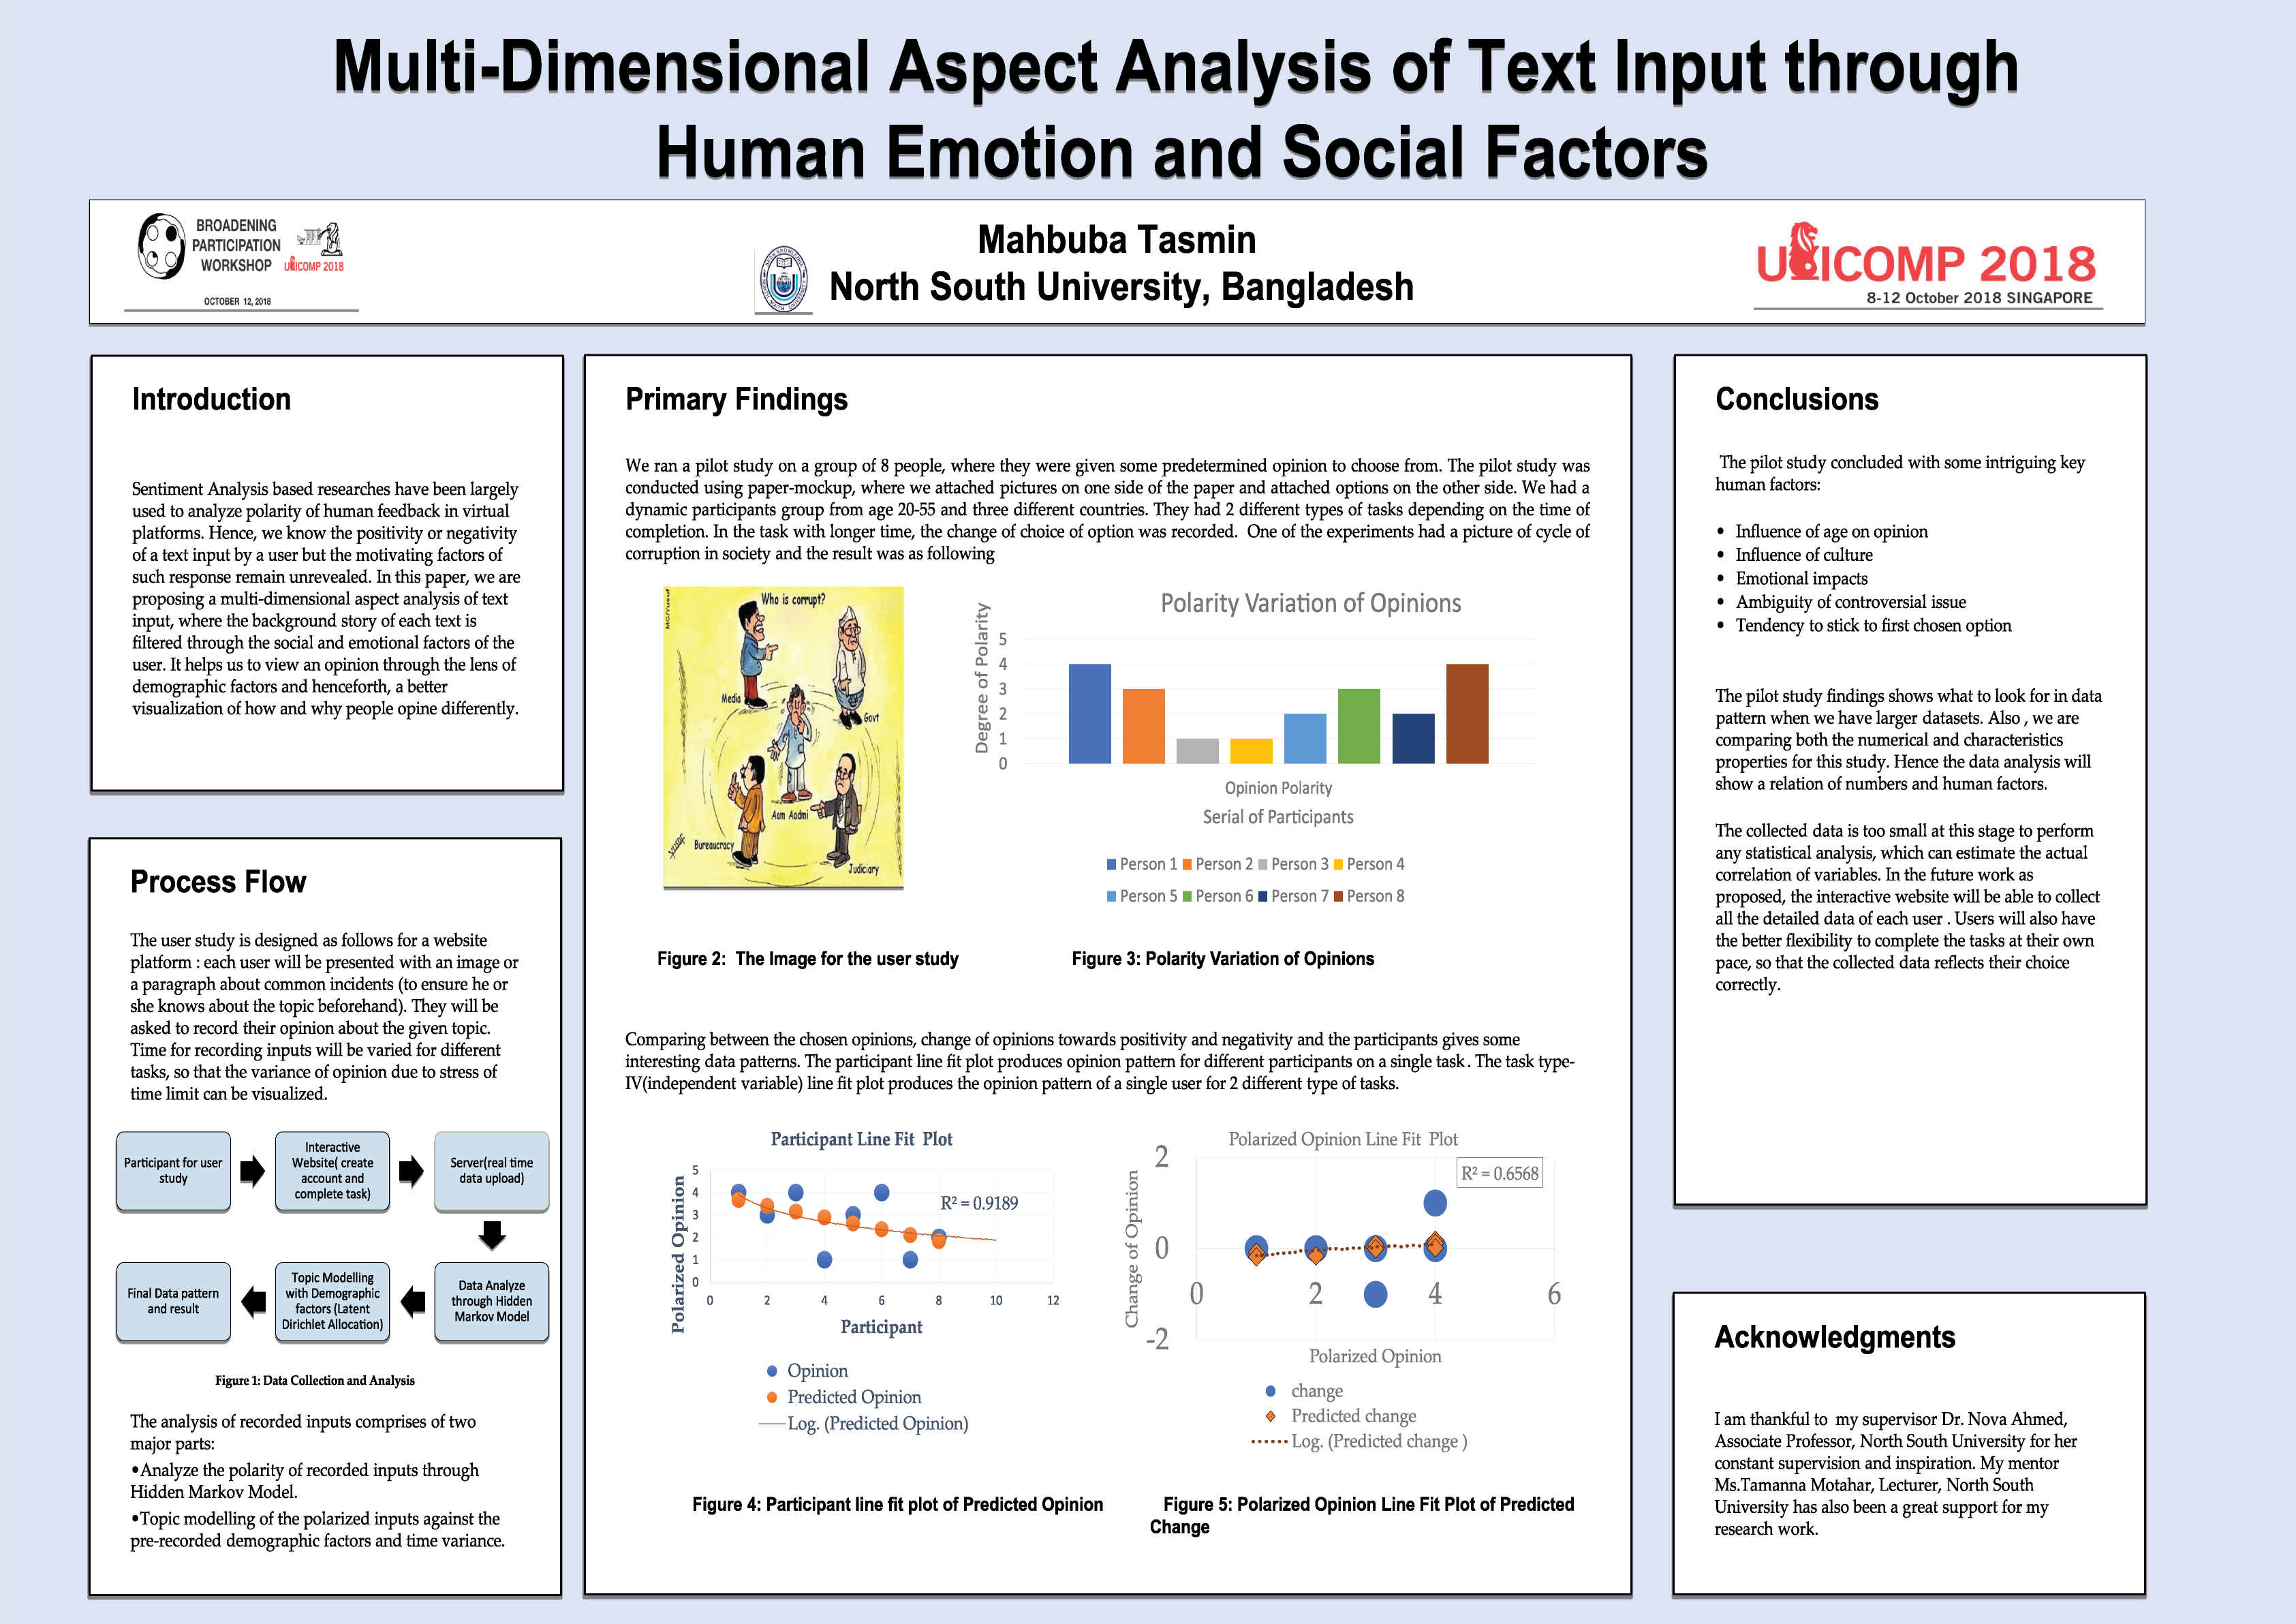 Multi-Dimensional Aspect Analysis of Text Input through
Human Emotion and Social Factors
BROADENING
PARTICIPATION
WORKSHOP
UBICOMP 2018
OCTOBER 12, 2018
Mahbuba Tasmin
North South University, Bangladesh
UBICOMP 2018
8-12 October 2018 SINGAPORE
Introduction
Sentiment Analysis based researches have been largely
used to analyze polarity of human feedback in virtual
platforms. Hence, we know the positivity or negativity
of a text input by a user but the motivating factors of
such response remain unrevealed. In this paper, we are
proposing a multi-dimensional aspect analysis of text
input, where the background story of each text is
filtered through the social and emotional factors of the
user. It helps us to view an opinion through the lens of
demographic factors and henceforth, a better
visualization of how and why people opine differently.
Process Flow
The user study is designed as follows for a website
platform : each user will be presented with an image or
a paragraph about common incidents (to ensure he or
she knows about the topic beforehand). They will be
asked to record their opinion about the given topic.
Time for recording inputs will be varied for different
tasks, so that the variance of opinion due to stress of
time limit can be visualized.
Participant for user
study
Interactive
Website( create
account and
complete task)
Server(real time
data upload)
Data Analyze
through Hidden
Markov Model
Topic Modelling
with Demographic
factors (Latent
Dirichlet Allocation)
Final Data pattern
and result
Figure 1: Data Collection and Analysis
The analysis of recorded inputs comprises of two
major parts:
•Analyze the polarity of recorded inputs through
Hidden Markov Model.
•Topic modelling of the polarized inputs against the
pre-recorded demographic factors and time variance.
Primary Findings
We ran a pilot study on a group of 8 people, where they were given some predetermined opinion to choose from. The pilot study was
conducted using paper-mockup, where we attached pictures on one side of the paper and attached options on the other side. We had a
dynamic participants group from age 20-55 and three different countries. They had 2 different types of tasks depending on the time of
completion. In the task with longer time, the change of choice of option was recorded. One of the experiments had a picture of cycle of
corruption in society and the result was as following
Who is corrupt?
Media
Govt
Aam Aadmi
Bureaucracy
Judiciary
Figure 2: The Image for the user study
Polarity Variation of Opinions
Degree of Polarity
5
4
3
2
1
0
Opinion Polarity
Serial of Participants
Person 1 Person 2 Person 3 Person 4
Person 5 Person 6 Person 7 Person 8
Figure 3: Polarity Variation of Opinions
Comparing between the chosen opinions, change of opinions towards positivity and negativity and the participants gives some
interesting data patterns. The participant line fit plot produces opinion pattern for different participants on a single task. The task type-
IV(independent variable) line fit plot produces the opinion pattern of a single user for 2 different type of tasks.
Participant Line Fit Plot
Polarized Opinion
5
4
3
2
1
0
R² = 0.9189
0 2 4 6 8 10 12
Participant
Opinion
Predicted Opinion
Log. (Predicted Opinion)
Figure 4: Participant line fit plot of Predicted Opinion
Polarized Opinion Line Fit Plot
Change of Opinion
2
0
-2
R² = 0.6568
0 2 4 6
Polarized Opinion
change
Predicted change
Log. (Predicted change )
Figure 5: Polarized Opinion Line Fit Plot of Predicted
Change
Conclusions
The pilot study concluded with some intriguing key
human factors:
• Influence of age on opinion
• Influence of culture
• Emotional impacts
• Ambiguity of controversial issue
• Tendency to stick to first chosen option
The pilot study findings shows what to look for in data
pattern when we have larger datasets. Also , we are
comparing both the numerical and characteristics
properties for this study. Hence the data analysis will
show a relation of numbers and human factors.
The collected data is too small at this stage to perform
any statistical analysis, which can estimate the actual
correlation of variables. In the future work as
proposed, the interactive website will be able to collect
all the detailed data of each user . Users will also have
the better flexibility to complete the tasks at their own
pace, so that the collected data reflects their choice
correctly.
Acknowledgments
I am thankful to my supervisor Dr. Nova Ahmed,
Associate Professor, North South University for her
constant supervision and inspiration. My mentor
Ms.Tamanna Motahar, Lecturer, North South
University has also been a great support for my
research work.